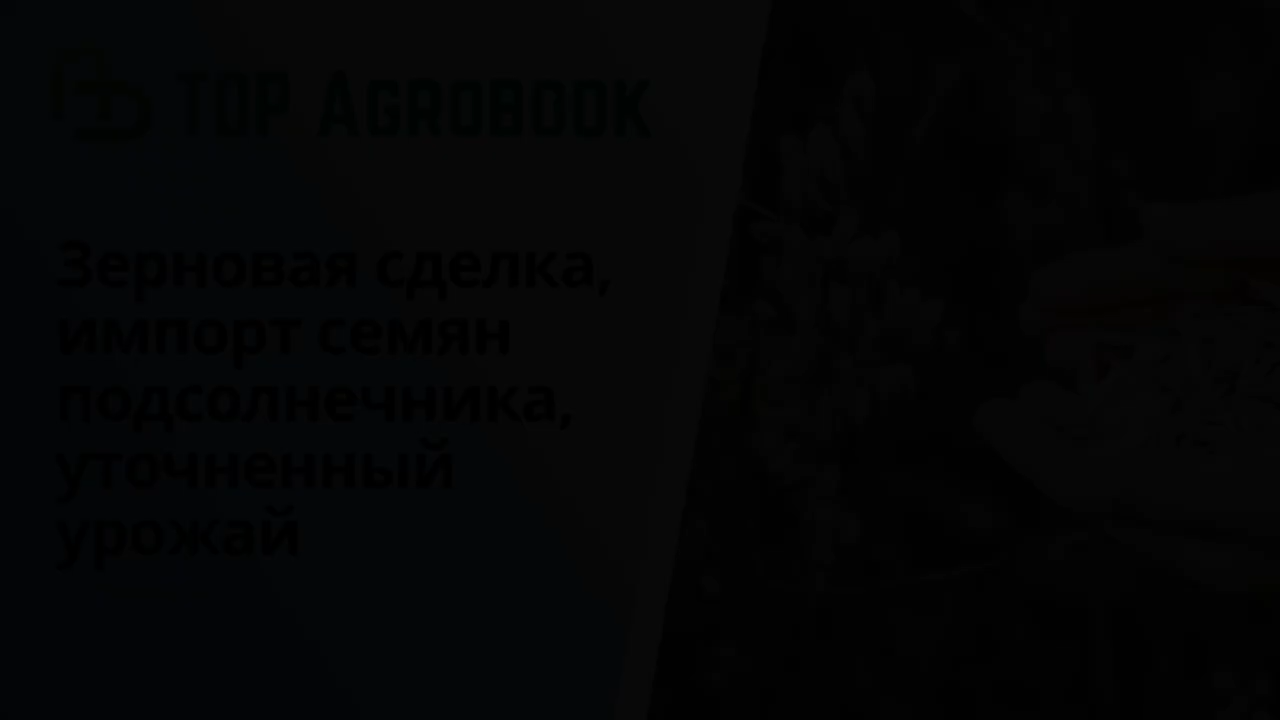 TOP AGROBOOK
Зерновая сделка,
импорт семян
подсолнечника,
уточненный
урожай